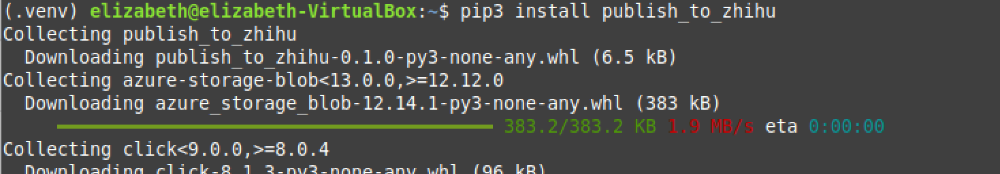 (.venv) elizabeth@elizabeth-VirtualBox:~$ pip3 install publish_to_zhihu
Collecting publish_to_zhihu
  Downloading publish_to_zhihu-0.1.0-py3-none-any.whl (6.5 kB)
Collecting azure-storage-blob<13.0.0,>=12.12.0
  Downloading azure_storage_blob-12.14.1-py3-none-any.whl (383 kB)
383.2/383.2 KB 1.9 MB/s eta 0:00:00
Collecting click<9.0.0,>=8.0.4
  Downloading click-8.1.3-py3-none-any.whl (96 kB)